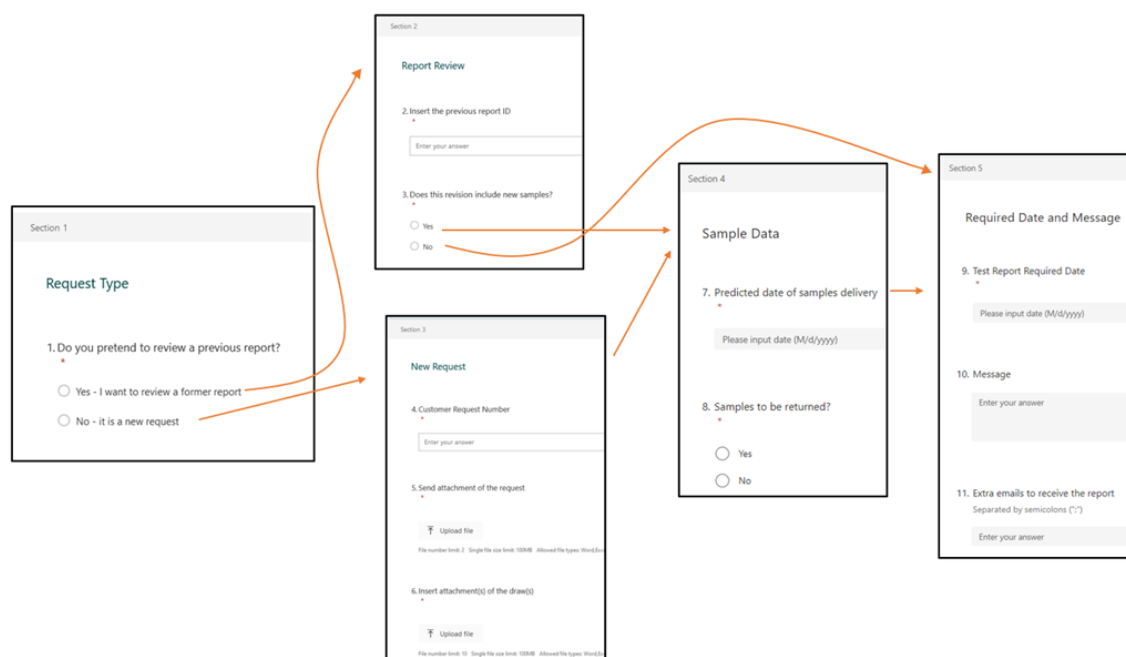 Section 1
Request Type
1. Do you pretend to review a previous report?
*
Yes - I want to review a former report
No - it is a new request
Section 2
Report Review
2. Insert the previous report ID
*
Enter your answer
3. Does this revision include new samples?
*
Yes
No
Section 3
New Request
4. Customer Request Number
*
Enter your answer
5. Send attachment of the request
*
Upload file
File number limit: 2 Single file size limit: 100MB Allowed file types: Word,Exc
6. Insert attachment(s) of the draw(s)
*
Upload file
File number limit: 10 Single file size limit: 100MB Allowed file types: Word,Ex
Section 4
Sample Data
7. Predicted date of samples delivery
*
Please input date (M/d/yyyy)
8. Samples to be returned?
*
Yes
No
Section 5
Required Date and Message
9. Test Report Required Date
*
Please input date (M/d/yyyy)
10. Message
Enter your answer
11. Extra emails to receive the report
Separated by semicolons (";")
Enter your answer